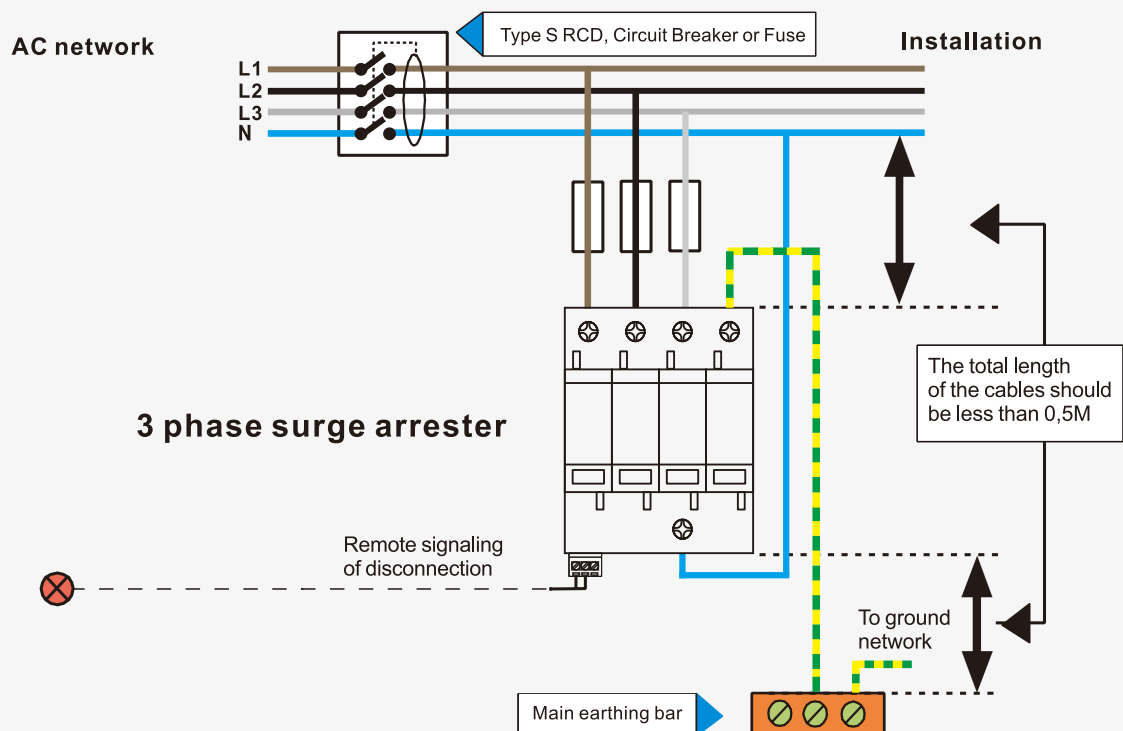 AC network
Type S RCD, Circuit Breaker or Fuse
Installation
L1
L2
L3
N
The total length
of the cables should
be less than 0,5M
3 phase surge arrester
Remote signaling
of disconnection
To ground
network
Main earthing bar